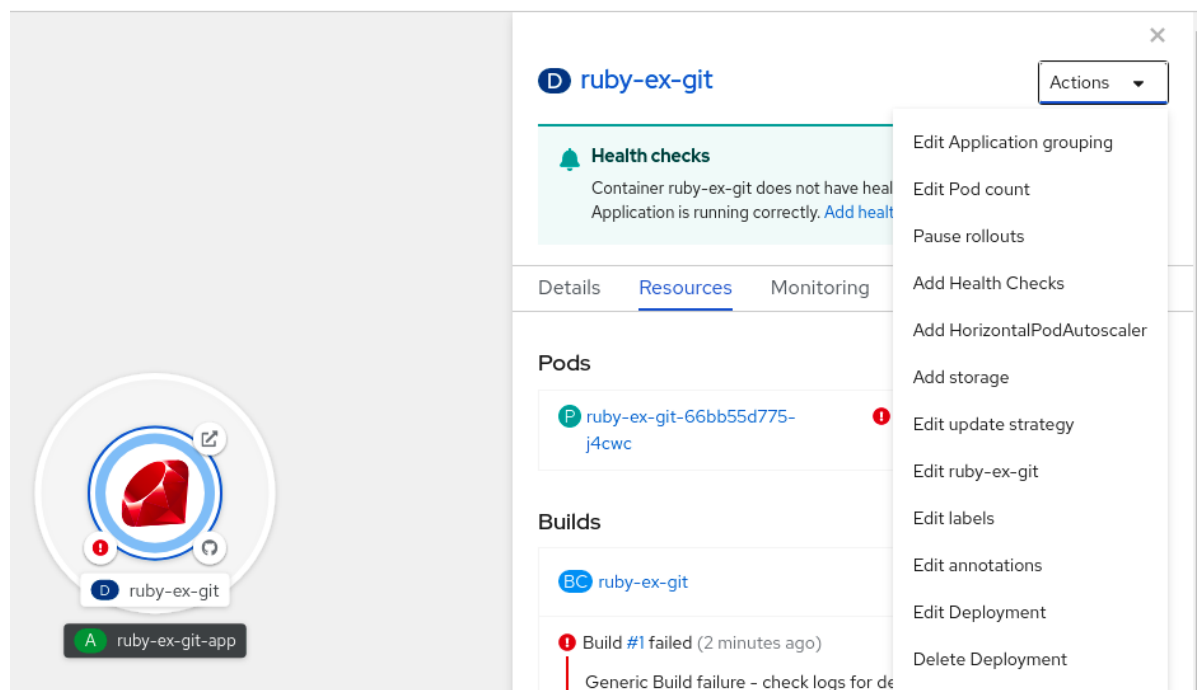 D ruby-ex-git
Actions
Health checks
Container ruby-ex-git does not have heal
Application is running correctly. Add healt
Edit Application grouping
Edit Pod count
Pause rollouts
Add Health Checks
Add HorizontalPodAutoscaler
Add storage
Edit update strategy
Edit ruby-ex-git
Edit labels
Edit annotations
Edit Deployment
Delete Deployment
Details Resources Monitoring
Pods
P ruby-ex-git-66bb55d775-
j4cwc
Builds
BC ruby-ex-git
Build #1 failed (2 minutes ago)
Generic Build failure - check logs for de
D ruby-ex-git
A ruby-ex-git-app